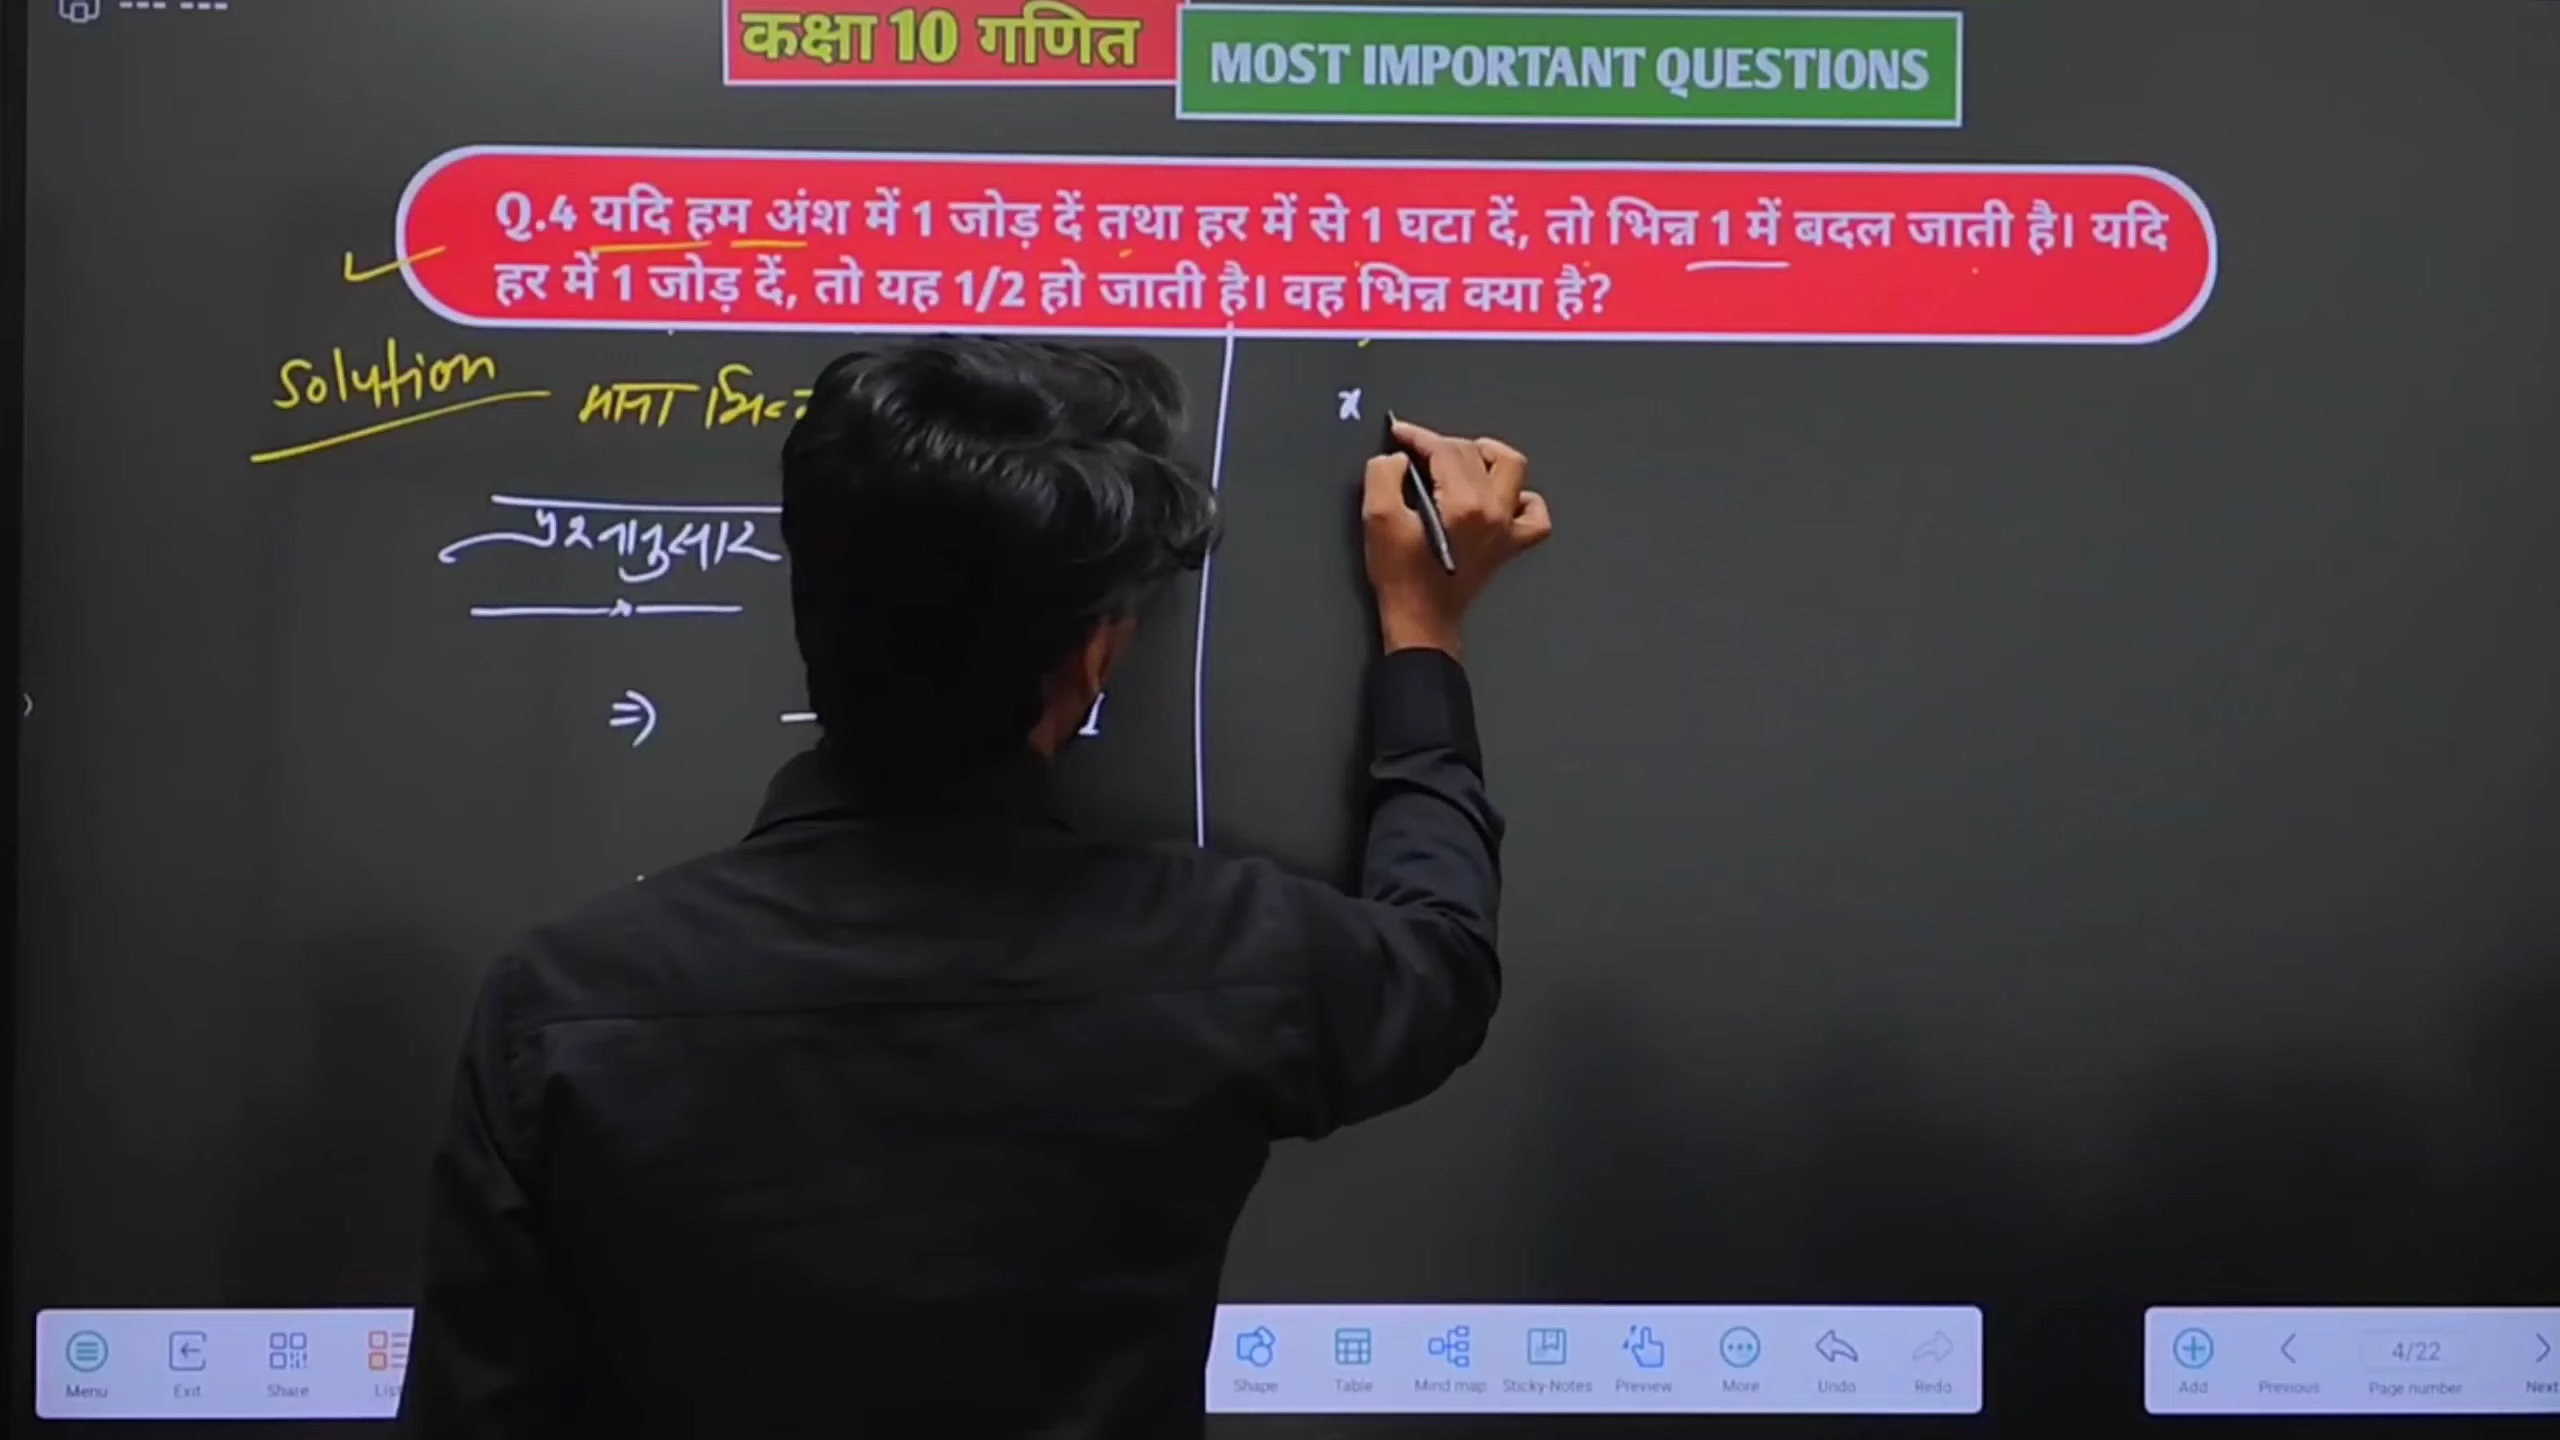 कक्षा 10 गणित
MOST IMPORTANT QUESTIONS
Q.4 यदि हम अंश में 1 जोड़ दें तथा हर में से 1 घटा दें, तो भिन्न 1 में बदल जाती है। यदि
हर में 1 जोड़ दें, तो यह 1/2 हो जाती है। वह भिन्न क्या है?
Solution माना भिन्न
x
प्रश्नानुसार
⇒ 1
Menu Exit Share List Shape Table Mind map Sticky Notes Preview More Undo Redo Add Previous 4/22 Page number Next